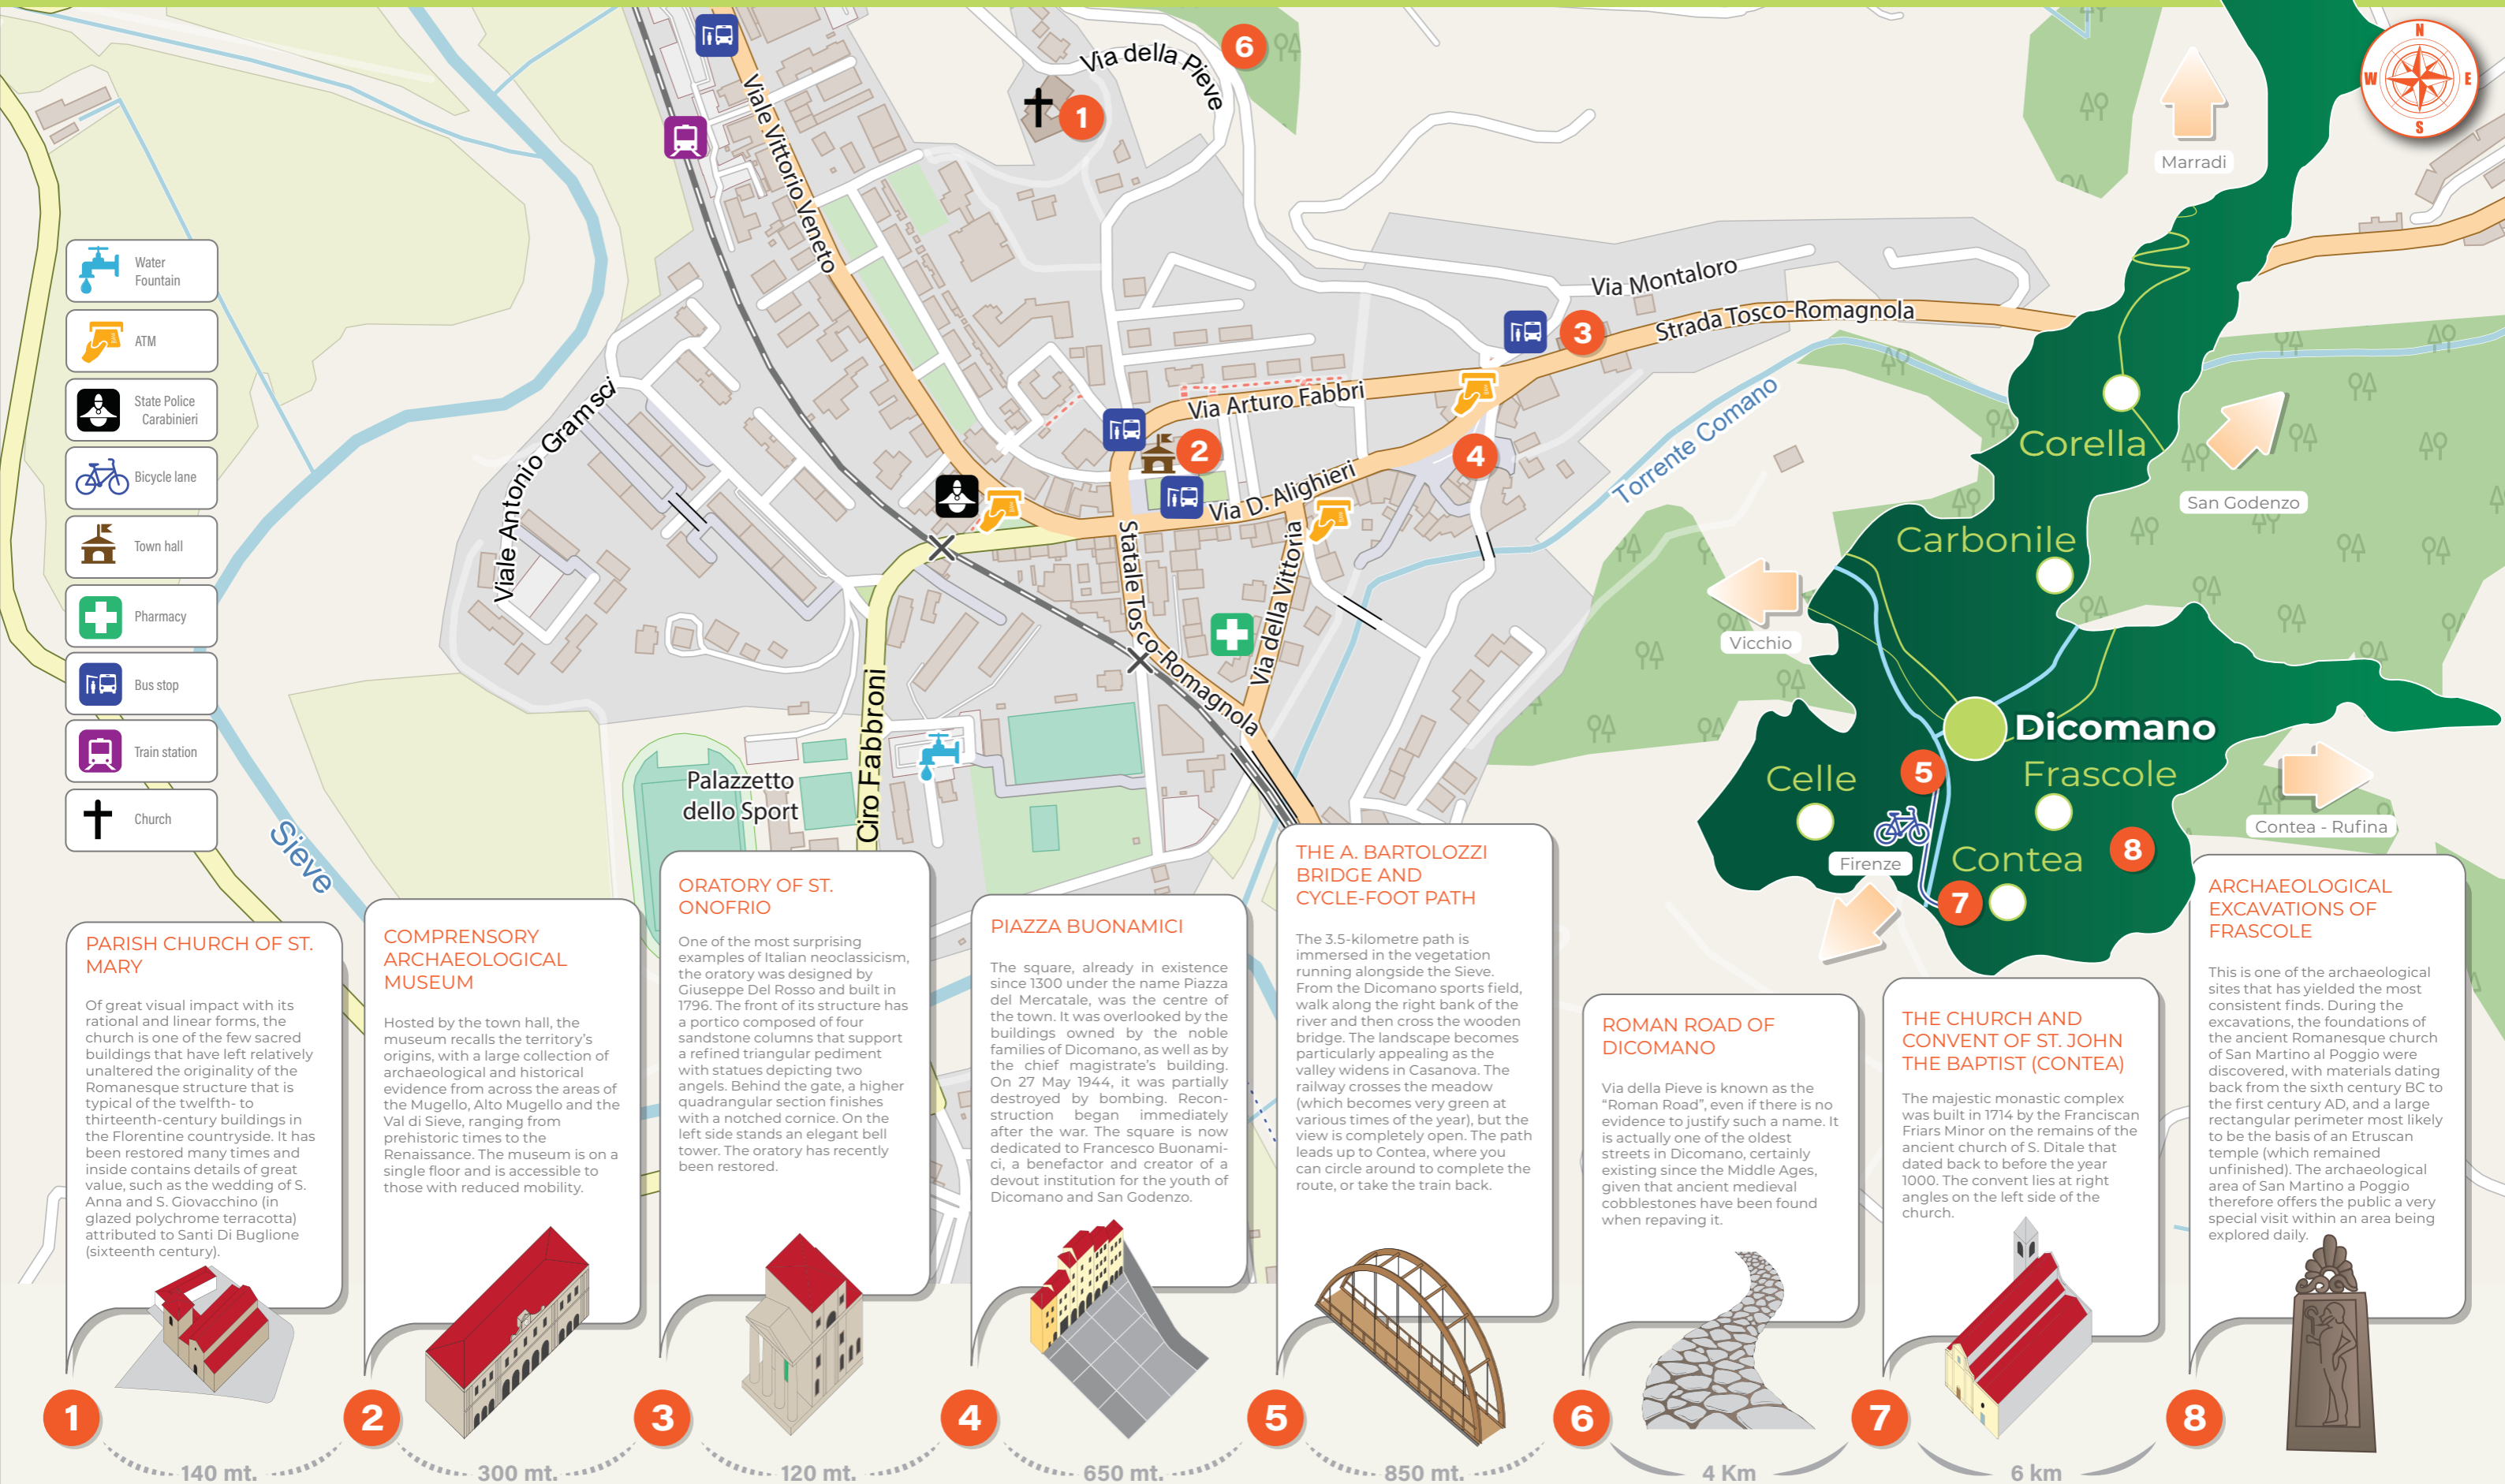 6
Via della Pieve
1
Viale Vittorio Veneto
N
W
E
S
Marradi
Water
Fountain
ATM
State Police
Carabinieri
Bicycle lane
Town hall
Pharmacy
Bus stop
Train station
Church
Via Montaloro
Strada Tosco-Romagnola
3
Via Arturo Fabbri
2
4
Via D. Alighieri
Torrente Comano
Viale Antonio Gramsci
Statale Tosco-Romagnola
Via della Vittoria
Ciro Fabbroni
Palazzetto
dello Sport
Sieve
Corella
San Godenzo
Carbonile
Vicchio
Dicomano
5
Frascole
Celle
Contea - Rufina
8
Firenze
Contea
7
PARISH CHURCH OF ST.
MARY
Of great visual impact with its
rational and linear forms, the
church is one of the few sacred
buildings that have left relatively
unaltered the originality of the
Romanesque structure that is
typical of the twelfth- to
thirteenth-century buildings in
the Florentine countryside. It has
been restored many times and
inside contains details of great
value, such as the wedding of S.
Anna and S. Giovacchino (in
glazed polychrome terracotta)
attributed to Santi Di Buglione
(sixteenth century).
COMPRENSORY
ARCHAEOLOGICAL
MUSEUM
Hosted by the town hall, the
museum recalls the territory's
origins, with a large collection of
archaeological and historical
evidence from across the areas of
the Mugello, Alto Mugello and the
Val di Sieve, ranging from
prehistoric times to the
Renaissance. The museum is on a
single floor and is accessible to
those with reduced mobility.
ORATORY OF ST.
ONOFRIO
One of the most surprising
examples of Italian neoclassicism,
the oratory was designed by
Giuseppe Del Rosso and built in
1796. The front of its structure has
a portico composed of four
sandstone columns that support
a refined triangular pediment
with statues depicting two
angels. Behind the gate, a higher
quadrangular section finishes
with a notched cornice. On the
left side stands an elegant bell
tower. The oratory has recently
been restored.
PIAZZA BUONAMICI
The square, already in existence
since 1300 under the name Piazza
del Mercatale, was the centre of
the town. It was overlooked by the
buildings owned by the noble
families of Dicomano, as well as by
the chief magistrate's building.
On 27 May 1944, it was partially
destroyed by bombing. Recon-
struction began immediately
after the war. The square is now
dedicated to Francesco Buonami-
ci, a benefactor and creator of a
devout institution for the youth of
Dicomano and San Godenzo.
THE A. BARTOLOZZI
BRIDGE AND
CYCLE-FOOT PATH
The 3.5-kilometre path is
immersed in the vegetation
running alongside the Sieve.
From the Dicomano sports field,
walk along the right bank of the
river and then cross the wooden
bridge. The landscape becomes
particularly appealing as the
valley widens in Casanova. The
railway crosses the meadow
(which becomes very green at
various times of the year), but the
view is completely open. The path
leads up to Contea, where you
can circle around to complete the
route, or take the train back.
ROMAN ROAD OF
DICOMANO
Via della Pieve is known as the
“Roman Road”, even if there is no
evidence to justify such a name. It
is actually one of the oldest
streets in Dicomano, certainly
existing since the Middle Ages,
given that ancient medieval
cobblestones have been found
when repaving it.
THE CHURCH AND
CONVENT OF ST. JOHN
THE BAPTIST (CONTEA)
The majestic monastic complex
was built in 1714 by the Franciscan
Friars Minor on the remains of the
ancient church of S. Ditale that
dated back to before the year
1000. The convent lies at right
angles on the left side of the
church.
ARCHAEOLOGICAL
EXCAVATIONS OF
FRASCOLE
This is one of the archaeological
sites that has yielded the most
consistent finds. During the
excavations, the foundations of
the ancient Romanesque church
of San Martino al Poggio were
discovered, with materials dating
back from the sixth century BC to
the first century AD, and a large
rectangular perimeter most likely
to be the basis of an Etruscan
temple (which remained
unfinished). The archaeological
area of San Martino a Poggio
therefore offers the public a very
special visit within an area being
explored daily.
1
2
3
4
5
6
7
8
140 mt.
300 mt.
120 mt.
650 mt.
850 mt.
4 Km
6 km